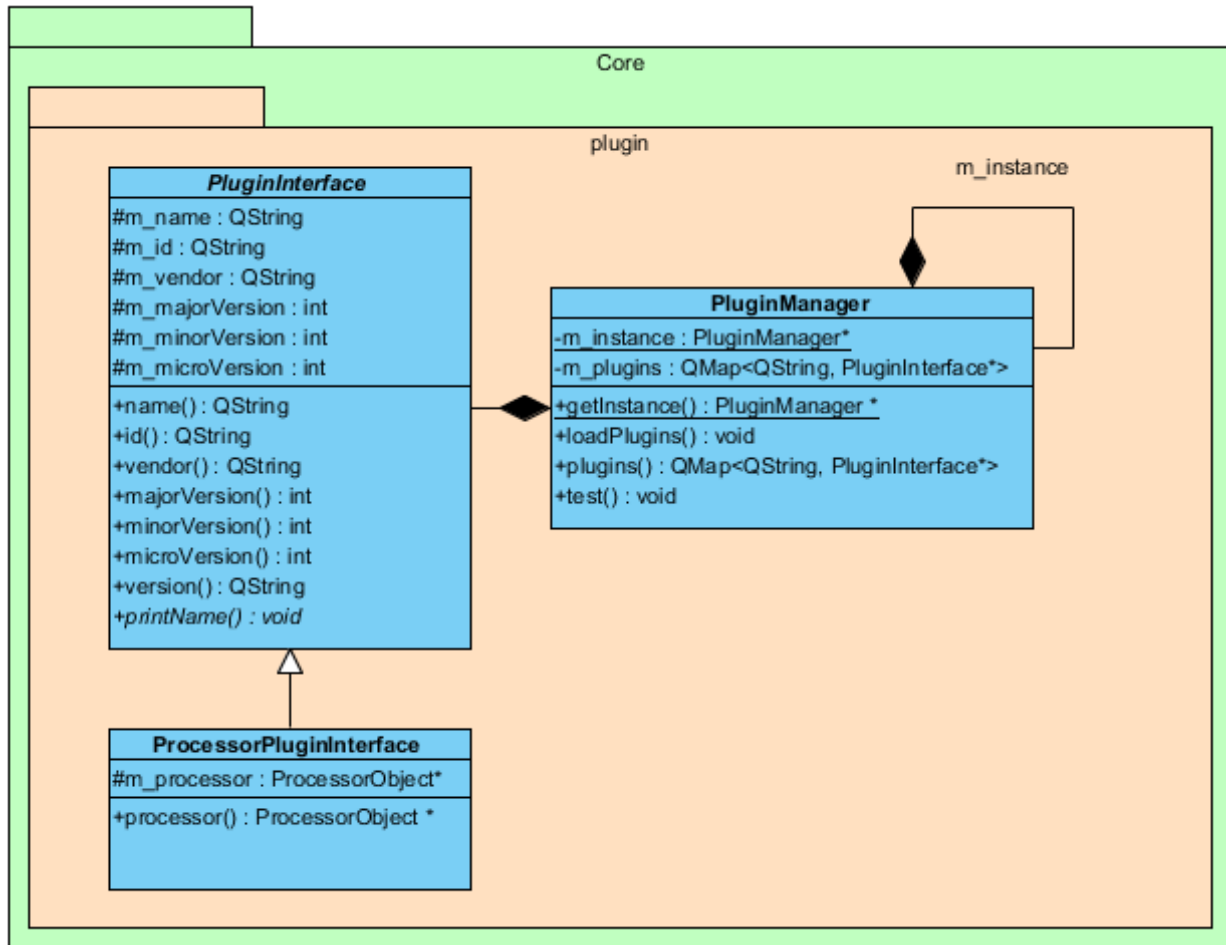 Core
plugin
m_instance
PluginInterface
#m_name : QString
#m_id : QString
#m_vendor : QString
#m_majorVersion : int
#m_minorVersion : int
#m_microVersion : int
+name() : QString
+id() : QString
+vendor() : QString
+majorVersion() : int
+minorVersion() : int
+microVersion() : int
+version() : QString
+printName() : void
PluginManager
-m_instance : PluginManager*
-m_plugins : QMap<QString, PluginInterface*>
+getInstance() : PluginManager *
+loadPlugins() : void
+plugins() : QMap<QString, PluginInterface*>
+test() : void
ProcessorPluginInterface
#m_processor : ProcessorObject*
+processor() : ProcessorObject *